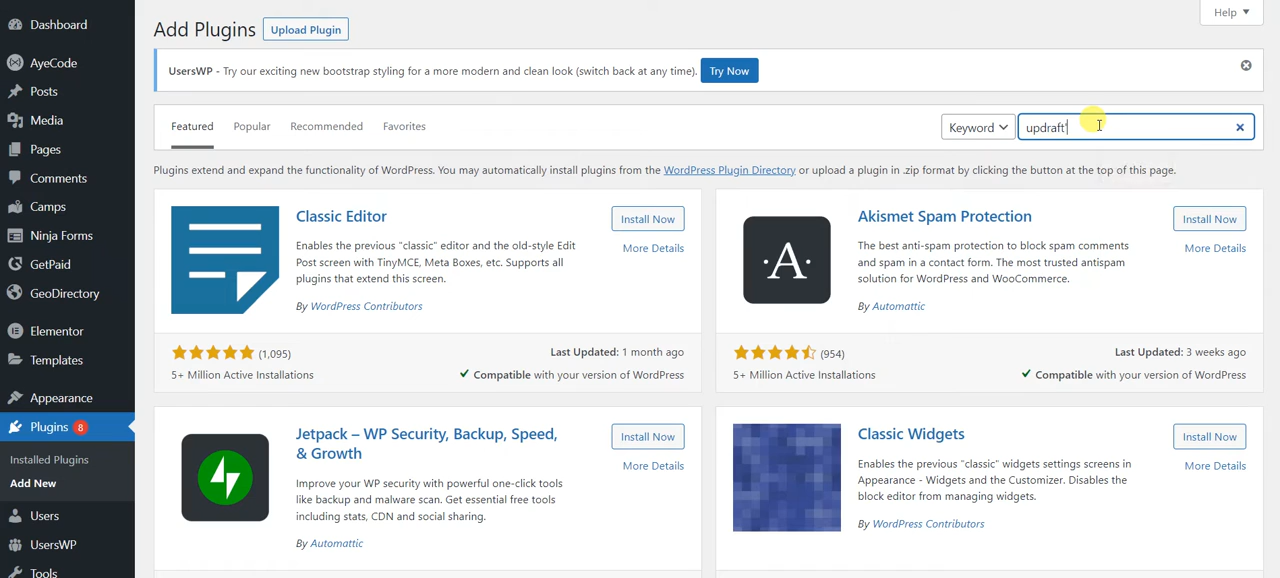 Help
Add Plugins Upload Plugin
UsersWP - Try our exciting new bootstrap styling for a more modern and clean look (switch back at any time). Try Now
Featured Popular Recommended Favorites Keyword updraft'
Plugins extend and expand the functionality of WordPress. You may automatically install plugins from the WordPress Plugin Directory or upload a plugin in .zip format by clicking the button at the top of this page.
Dashboard
AyeCode
Posts
Media
Pages
Comments
Camps
Ninja Forms
GetPaid
GeoDirectory
Elementor
Templates
Appearance
Plugins 8
Installed Plugins
Add New
Users
UsersWP
Tools
Classic Editor
Install Now
More Details
Enables the previous "classic" editor and the old-style Edit
Post screen with TinyMCE, Meta Boxes, etc. Supports all
plugins that extend this screen.
By WordPress Contributors
(1,095)
Last Updated: 1 month ago
5+ Million Active Installations
Compatible with your version of WordPress
·A·
Akismet Spam Protection
Install Now
More Details
The best anti-spam protection to block spam comments
and spam in a contact form. The most trusted antispam
solution for WordPress and WooCommerce.
By Automattic
(954)
Last Updated: 3 weeks ago
5+ Million Active Installations
Compatible with your version of WordPress
Jetpack – WP Security, Backup, Speed,
& Growth
Install Now
More Details
Improve your WP security with powerful one-click tools
like backup and malware scan. Get essential free tools
including stats, CDN and social sharing.
By Automattic
Classic Widgets
Install Now
More Details
Enables the previous "classic" widgets settings screens in
Appearance - Widgets and the Customizer. Disables the
block editor from managing widgets.
By WordPress Contributors